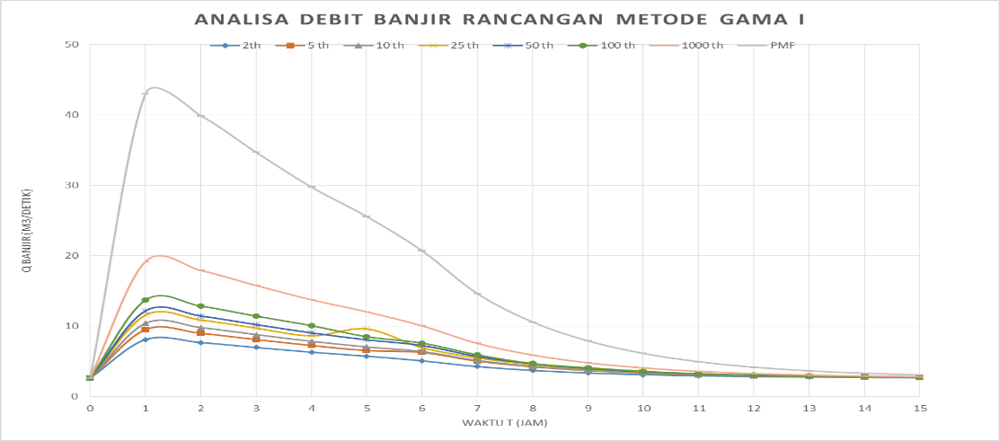 ANALISA DEBIT BANJIR RANCANGAN METODE GAMA I
2th 5 th 10 th 25 th 50 th 100 th 1000 th PMF
50
40
30
20
10
0
Q BANJIR (M3/DETIK)
0 1 2 3 4 5 6 7 8 9 10 11 12 13 14 15
WAKTU T (JAM)